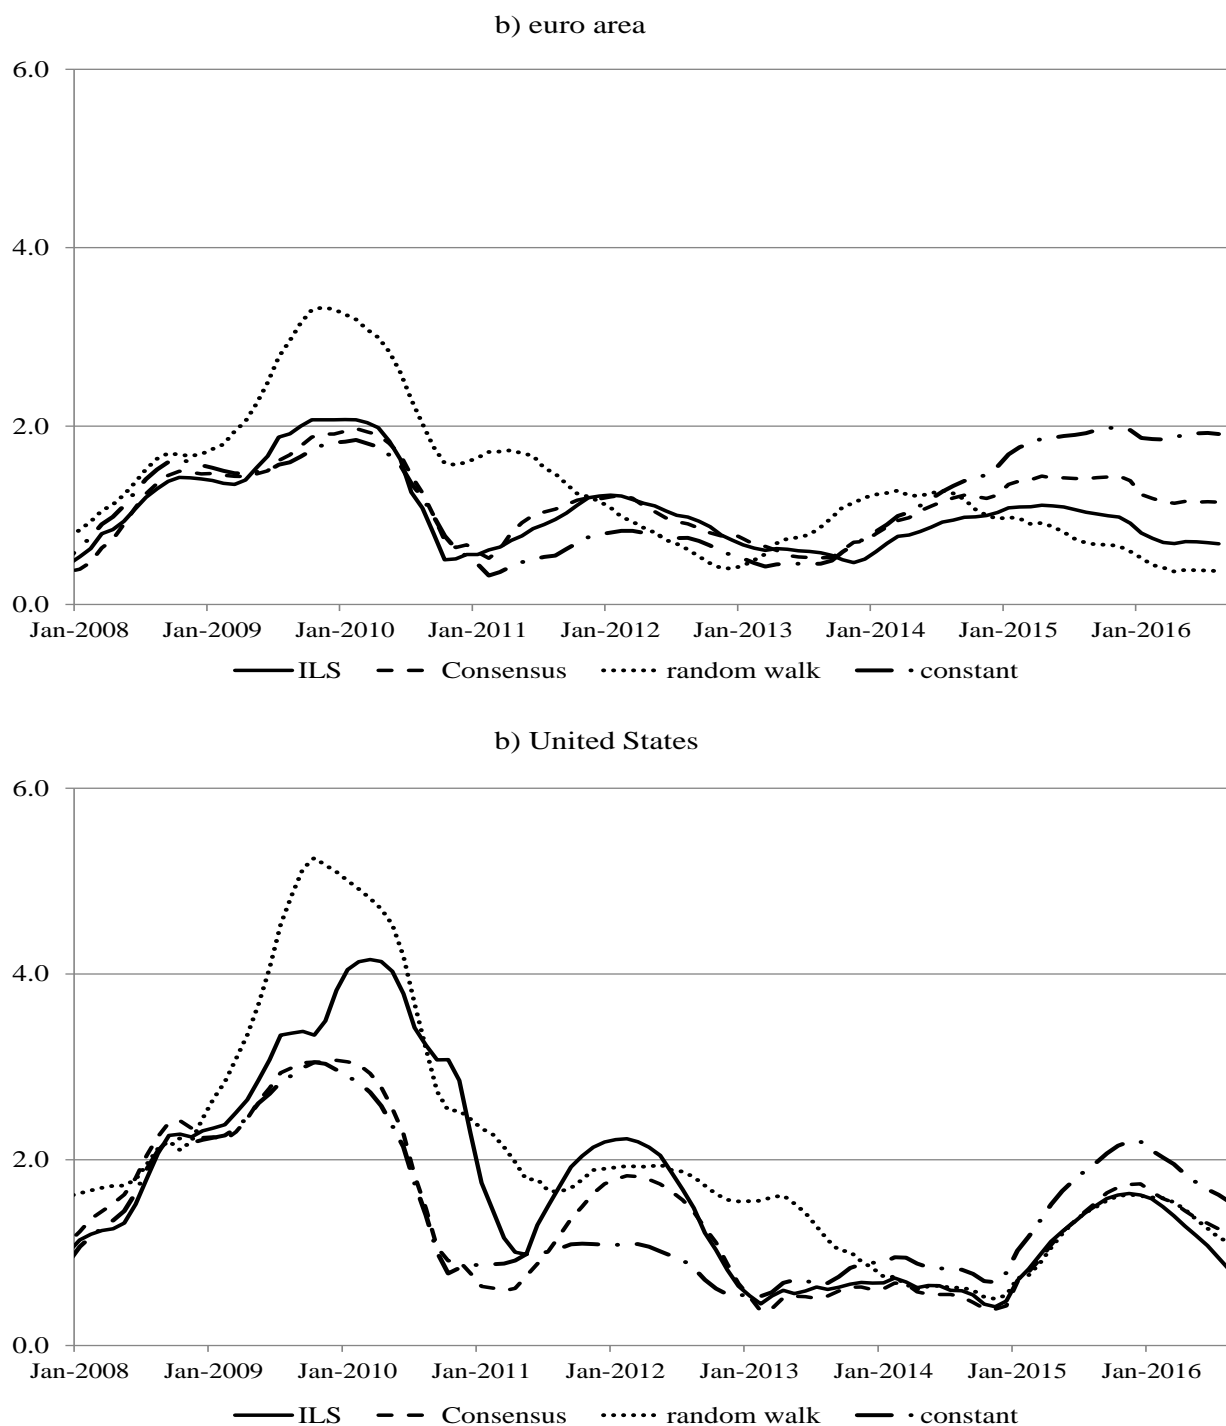 b) euro area
6.0
4.0
2.0
0.0
Jan-2008 Jan-2009 Jan-2010 Jan-2011 Jan-2012 Jan-2013 Jan-2014 Jan-2015 Jan-2016
ILS Consensus random walk constant
b) United States
6.0
4.0
2.0
0.0
Jan-2008 Jan-2009 Jan-2010 Jan-2011 Jan-2012 Jan-2013 Jan-2014 Jan-2015 Jan-2016
ILS Consensus random walk constant